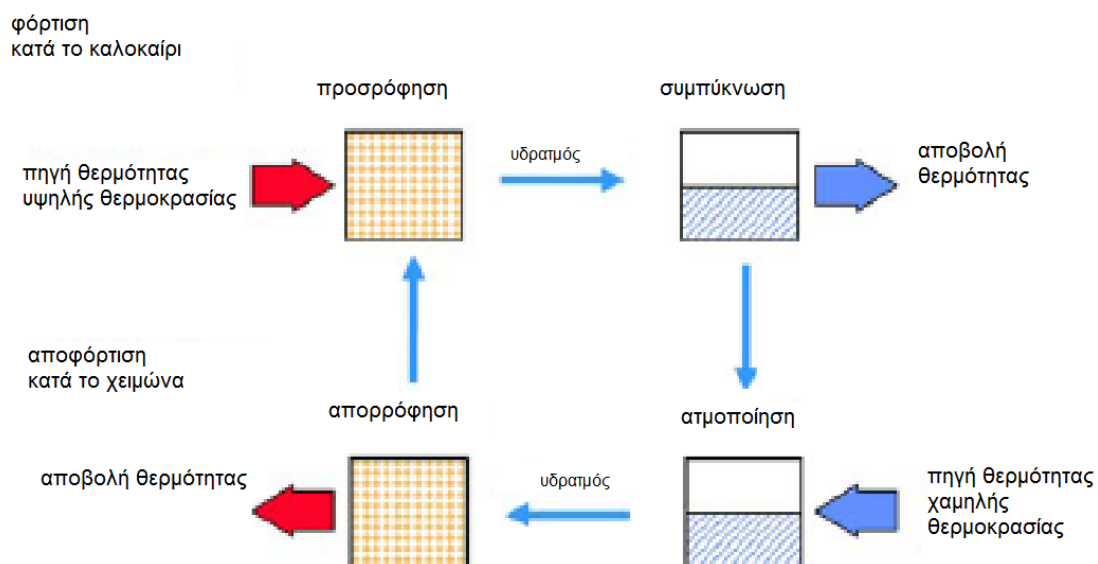 φόρτιση
κατά το καλοκαίρι
προσρόφηση
συμπύκνωση
πηγή θερμότητας
υψηλής θερμοκρασίας
υδρατμός
αποβολή
θερμότητας
αποφόρτιση
κατά το χειμώνα
απορρόφηση
ατμοποίηση
αποβολή θερμότητας
υδρατμός
πηγή θερμότητας
χαμηλής
θερμοκρασίας